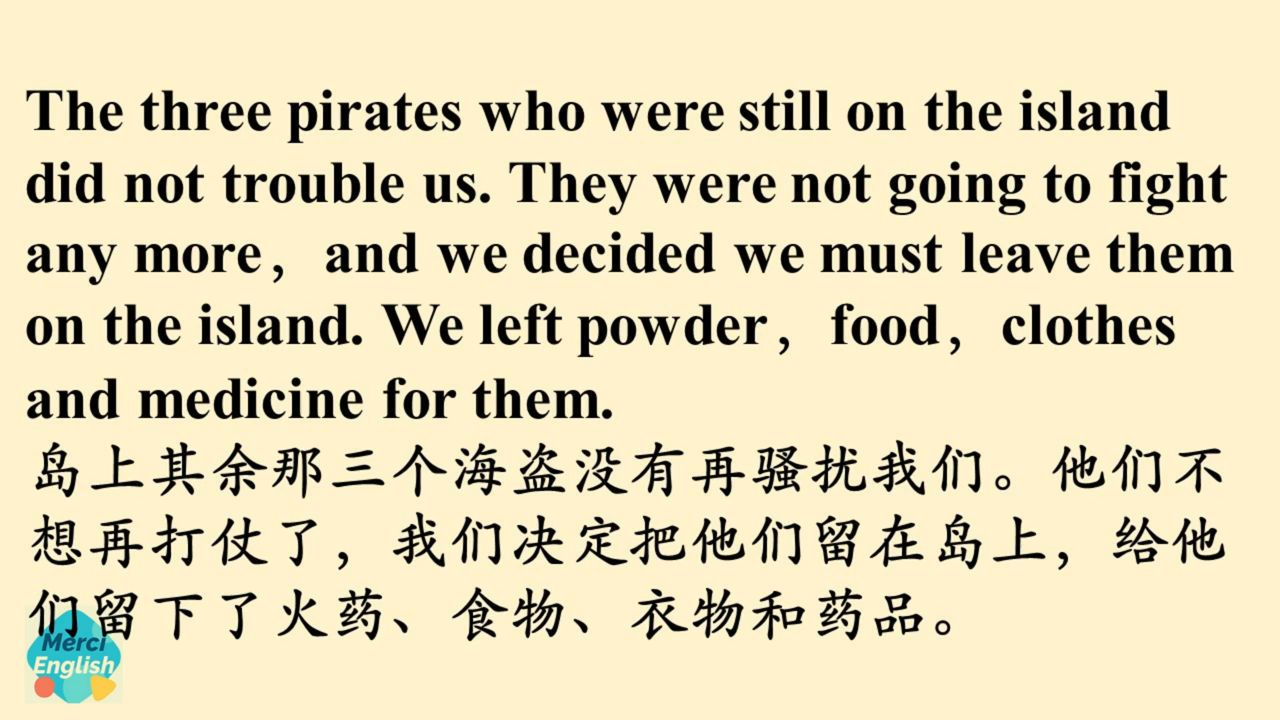 The three pirates who were still on the island
did not trouble us. They were not going to fight
any more，and we decided we must leave them
on the island. We left powder，food，clothes
and medicine for them.
岛上其余那三个海盗没有再骚扰我们。他们不
想再打仗了，我们决定把他们留在岛上，给他
们留下了火药、食物、衣物和药品。
Merci
English